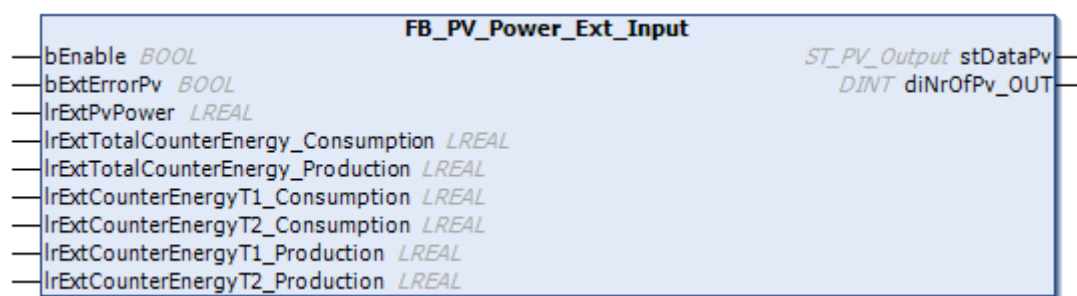 FB_PV_Power_Ext_Input
bEnable BOOL ST_PV_Output stDataPv
bExtErrorPv BOOL DINT diNrOfPv_OUT
lrExtPvPower LREAL
lrExtTotalCounterEnergy_Consumption LREAL
lrExtTotalCounterEnergy_Production LREAL
lrExtCounterEnergyT1_Consumption LREAL
lrExtCounterEnergyT2_Consumption LREAL
lrExtCounterEnergyT1_Production LREAL
lrExtCounterEnergyT2_Production LREAL